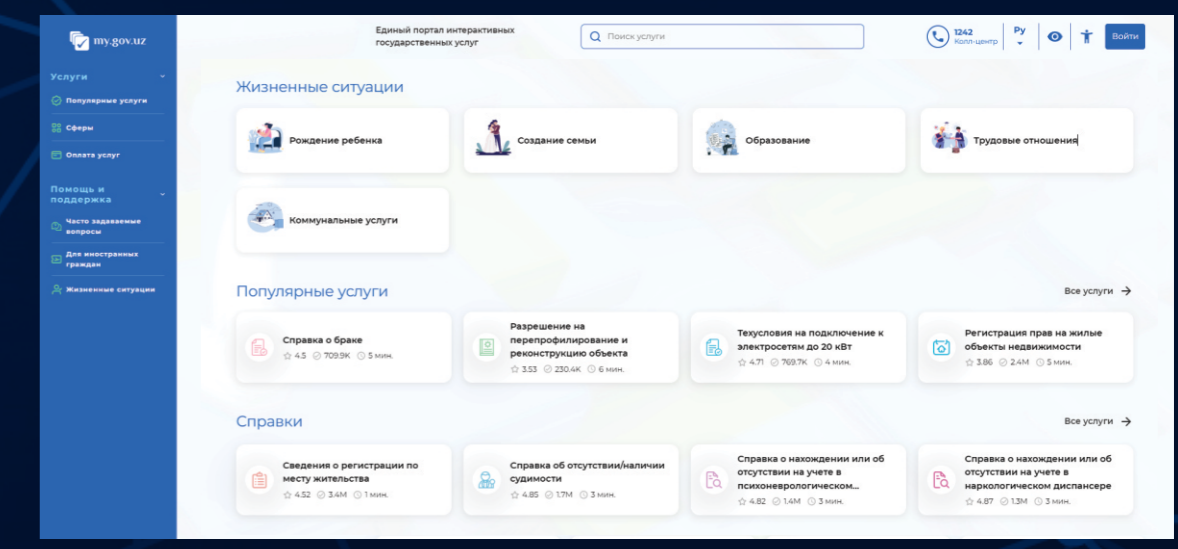 my.gov.uz
Услуги
Популярные услуги
Сферы
Оплата услуг
Помощь и
поддержка
Часто задаваемые
вопросы
Для иностранных
граждан
Жизненные ситуации
Единый портал интерактивных
государственных услуг
Поиск услуги
1242
Колл-центр
Ру
Войти
Жизненные ситуации
Рождение ребенка
Создание семьи
Образование
Трудовые отношения
Коммунальные услуги
Популярные услуги
Все услуги →
Справка о браке
4.5 709.9K 5 мин.
Разрешение на
перепрофилирование и
реконструкцию объекта
3.53 230.4K 6 мин.
Техусловия на подключение к
электросетям до 20 кВт
4.71 769.7K 4 мин.
Регистрация прав на жилые
объекты недвижимости
3.86 2.4M 5 мин.
Справки
Все услуги →
Сведения о регистрации по
месту жительства
4.52 3.4M 1 мин.
Справка об отсутствии/наличии
судимости
4.85 1.7M 3 мин.
Справка о нахождении или об
отсутствии на учете в
психоневрологическом...
4.82 1.4M 3 мин.
Справка о нахождении или об
отсутствии на учете в
наркологическом диспансере
4.87 1.3M 3 мин.